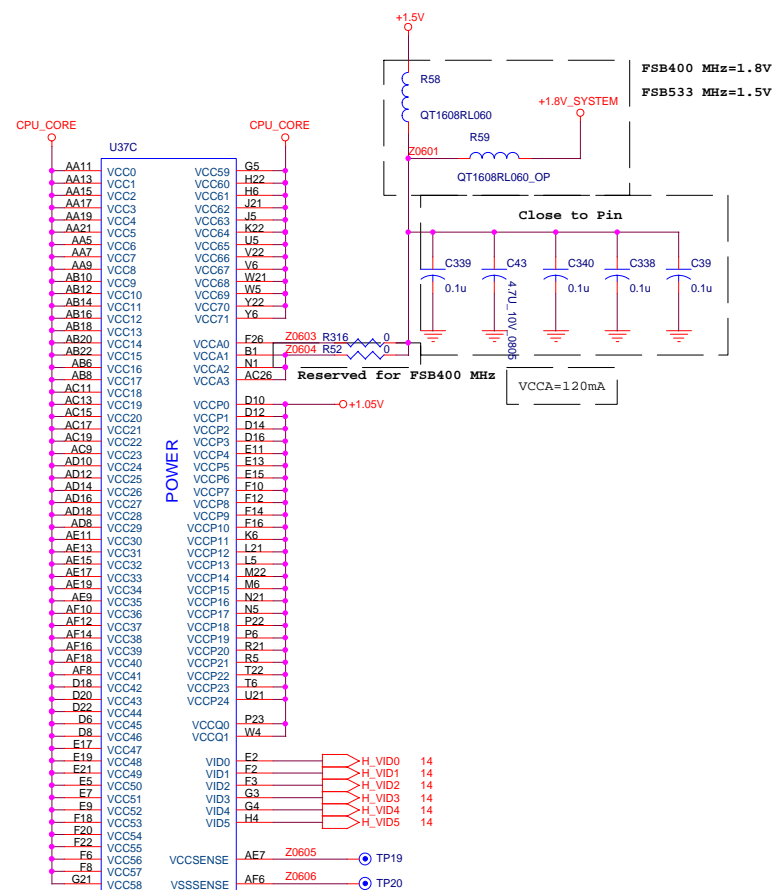 +1.5V
R58
QT1608RL060
FSB400 MHz=1.8V
FSB533 MHz=1.5V
+1.8V_SYSTEM
R59
Z0601
QT1608RL060_OP
Close to Pin
C339
0.1u
C43
4.7U_10V_0805
C340
0.1u
C338
0.1u
C39
0.1u
CPU_CORE
U37C
CPU_CORE
AA11 VCC0 VCC59 G5
AA13 VCC1 VCC60 H22
AA15 VCC2 VCC61 H6
AA17 VCC3 VCC62 J21
AA19 VCC4 VCC63 J5
AA21 VCC5 VCC64 K22
AA5 VCC6 VCC65 U5
AA7 VCC7 VCC66 V22
AA9 VCC8 VCC67 V6
AB10 VCC9 VCC68 W21
AB12 VCC10 VCC69 W5
AB14 VCC11 VCC70 Y22
AB16 VCC12 VCC71 Y6
AB18 VCC13
AB20 VCC14 VCCA0 F26 Z0603 R316 0
AB22 VCC15 VCCA1 B1 Z0604 R52 0
AB6 VCC16 VCCA2 N1
AB8 VCC17 VCCA3 AC26
Reserved for FSB400 MHz
VCCA=120mA
AC11 VCC18
AC13 VCC19 VCCP0 D10 +1.05V
AC15 VCC20 VCCP1 D12
AC17 VCC21 VCCP2 D14
AC19 VCC22 VCCP3 D16
AC9 VCC23 VCCP4 E11
AD10 VCC24 VCCP5 E13
AD12 VCC25 VCCP6 E15
AD14 VCC26 VCCP7 F10
AD16 VCC27 VCCP8 F12
AD18 VCC28 VCCP9 F14
AD8 VCC29 VCCP10 F16
AE11 VCC30 VCCP11 K6
AE13 VCC31 VCCP12 L21
AE15 VCC32 VCCP13 L5
AE17 VCC33 VCCP14 M22
AE19 VCC34 VCCP15 M6
AE9 VCC35 VCCP16 N21
AF10 VCC36 VCCP17 N5
AF12 VCC37 VCCP18 P22
AF14 VCC38 VCCP19 P6
AF16 VCC39 VCCP20 R21
AF18 VCC40 VCCP21 R5
AF8 VCC41 VCCP22 T22
D18 VCC42 VCCP23 T6
D20 VCC43 VCCP24 U21
D22 VCC44
D6 VCC45 VCCQ0 P23
D8 VCC46 VCCQ1 W4
E17 VCC47
E19 VCC48 VID0 E2 H_VID0 14
E21 VCC49 VID1 F2 H_VID1 14
E5 VCC50 VID2 F3 H_VID2 14
E7 VCC51 VID3 G3 H_VID3 14
E9 VCC52 VID4 G4 H_VID4 14
F18 VCC53 VID5 H4 H_VID5 14
F20 VCC54
F22 VCC55
F6 VCC56 VCCSENSE AE7 Z0605 TP19
F8 VCC57
G21 VCC58 VSSSENSE AF6 Z0606 TP20
POWER